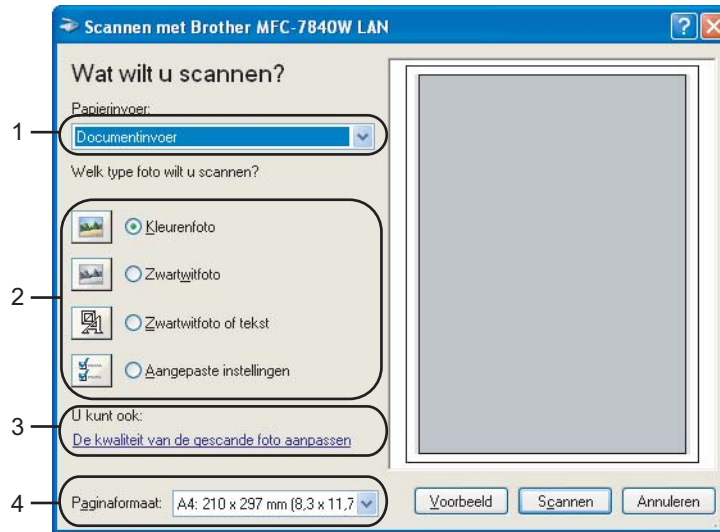 Scannen met Brother MFC-7840W LAN
Wat wilt u scannen?
Papierinvoer:
1
Documentinvoer
Welk type foto wilt u scannen?
Kleurenfoto
Zwartwitfoto
2
Zwartwitfoto of tekst
Aangepaste instellingen
U kunt ook:
3
De kwaliteit van de gescande foto aanpassen
4
Paginaformaat: A4: 210 x 297 mm (8,3 x 11,7
Voorbeeld Scannen Annuleren